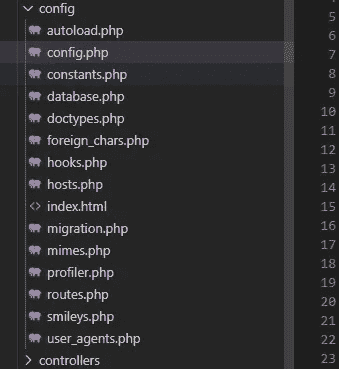 config
autoload.php
config.php
constants.php
database.php
doctypes.php
foreign_chars.php
hooks.php
hosts.php
index.html
migration.php
mimes.php
profiler.php
routes.php
smileys.php
user_agents.php
controllers
4
5
6
7
8
9
10
11
12
13
14
15
16
17
18
19
20
21
22
23